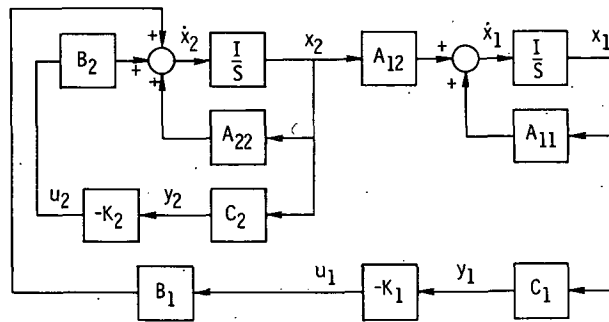 ẋ₂ I/S x₂ ẋ₁ I/S x₁
B₂ + + + A₁₂ + +
A₂₂ A₁₁
u₂ -K₂ y₂ C₂
B₁ u₁ -K₁ y₁ C₁